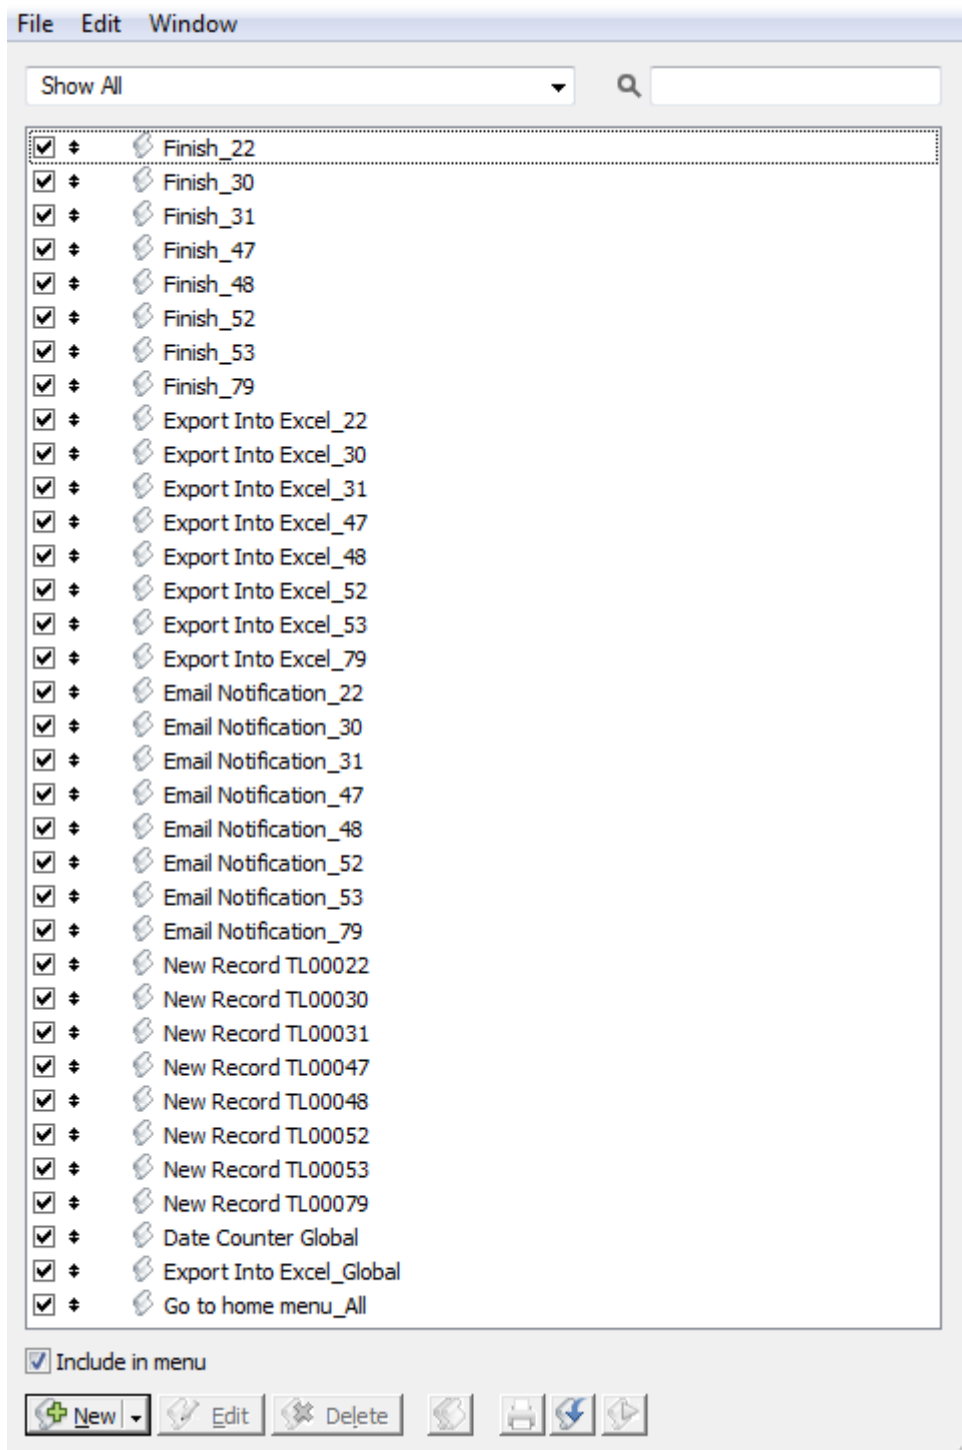 File Edit Window
Show All
Finish_22
Finish_30
Finish_31
Finish_47
Finish_48
Finish_52
Finish_53
Finish_79
Export Into Excel_22
Export Into Excel_30
Export Into Excel_31
Export Into Excel_47
Export Into Excel_48
Export Into Excel_52
Export Into Excel_53
Export Into Excel_79
Email Notification_22
Email Notification_30
Email Notification_31
Email Notification_47
Email Notification_48
Email Notification_52
Email Notification_53
Email Notification_79
New Record TL00022
New Record TL00030
New Record TL00031
New Record TL00047
New Record TL00048
New Record TL00052
New Record TL00053
New Record TL00079
Date Counter Global
Export Into Excel_Global
Go to home menu_All
Include in menu
New Edit Delete